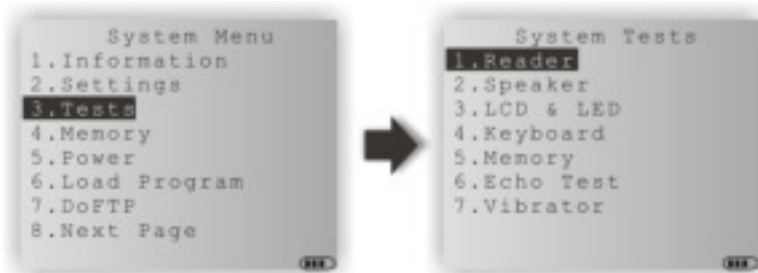 System Menu
1.Information
2.Settings
3.Tests
4.Memory
5.Power
6.Load Program
7.DoFTP
8.Next Page
System Tests
1.Reader
2.Speaker
3.LCD & LED
4.Keyboard
5.Memory
6.Echo Test
7.Vibrator